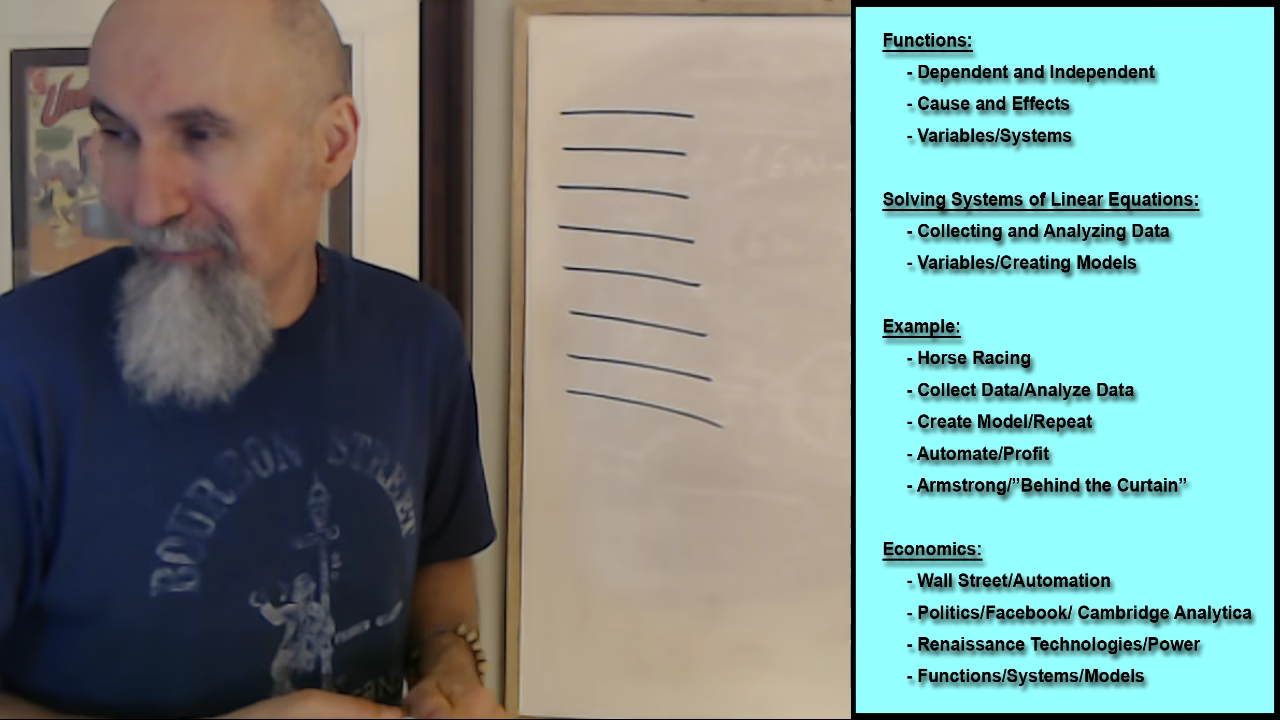 BOURBON STREET
Functions:
- Dependent and Independent
- Cause and Effects
- Variables/Systems
Solving Systems of Linear Equations:
- Collecting and Analyzing Data
- Variables/Creating Models
Example:
- Horse Racing
- Collect Data/Analyze Data
- Create Model/Repeat
- Automate/Profit
- Armstrong/”Behind the Curtain”
Economics:
- Wall Street/Automation
- Politics/Facebook/ Cambridge Analytica
- Renaissance Technologies/Power
- Functions/Systems/Models